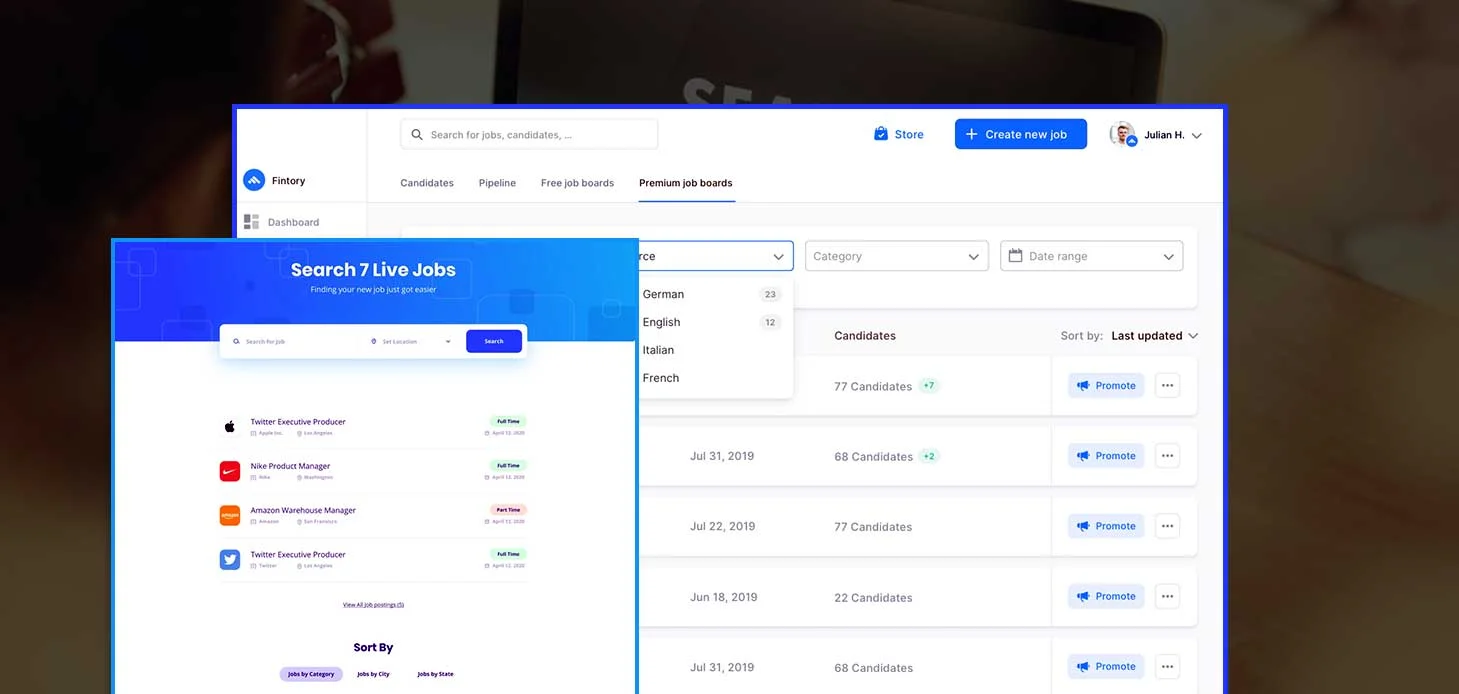 SEA
Search for jobs, candidates, ...
Store
Create new job
Julian H.
Fintory
Candidates Pipeline Free job boards Premium job boards
Dashboard
rce
Category
Date range
German 23
English 12
Italian
French
Candidates
Sort by: Last updated
77 Candidates +7 Promote
Jul 31, 2019 68 Candidates +2 Promote
Jul 22, 2019 77 Candidates Promote
Jun 18, 2019 22 Candidates Promote
Jul 31, 2019 68 Candidates Promote
Search 7 Live Jobs
Finding your new job just got easier
Search for job Set Location Search
Twitter Executive Producer Full Time
Apple Inc. Los Angeles April 13, 2020
Nike Product Manager Full Time
Nike Washington April 13, 2020
amazon
Amazon Warehouse Manager Part Time
Amazon San Francisco April 13, 2020
Twitter Executive Producer Full Time
Twitter Los Angeles April 13, 2020
View All Job postings (5)
Sort By
Jobs by Category Jobs by City Jobs by State